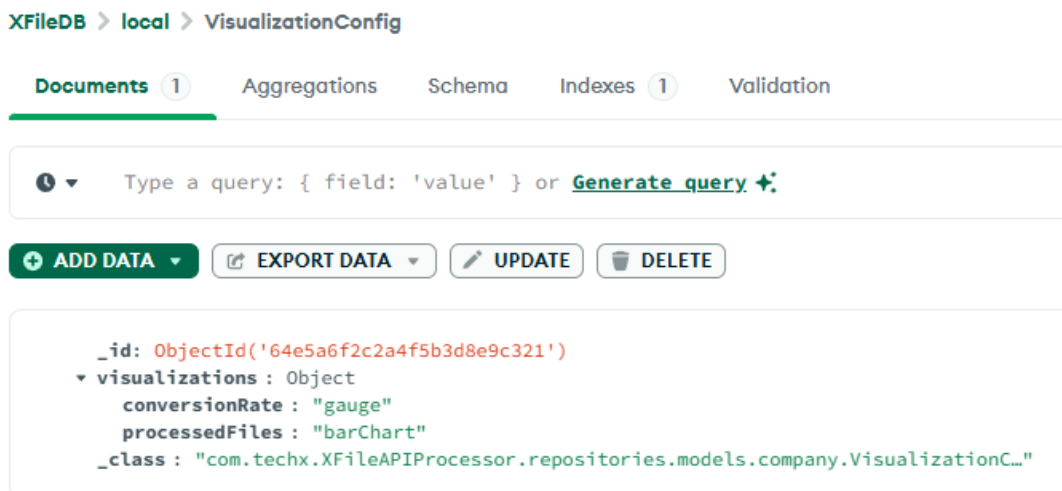 XFileDB > local > VisualizationConfig
Documents 1 Aggregations Schema Indexes 1 Validation
Type a query: { field: 'value' } or Generate query
ADD DATA EXPORT DATA UPDATE DELETE
_id: ObjectId('64e5a6f2c2a4f5b3d8e9c321')
visualizations : Object
conversionRate : "gauge"
processedFiles : "barChart"
_class : "com.techx.XFileAPIProcessor.repositories.models.company.VisualizationC…"